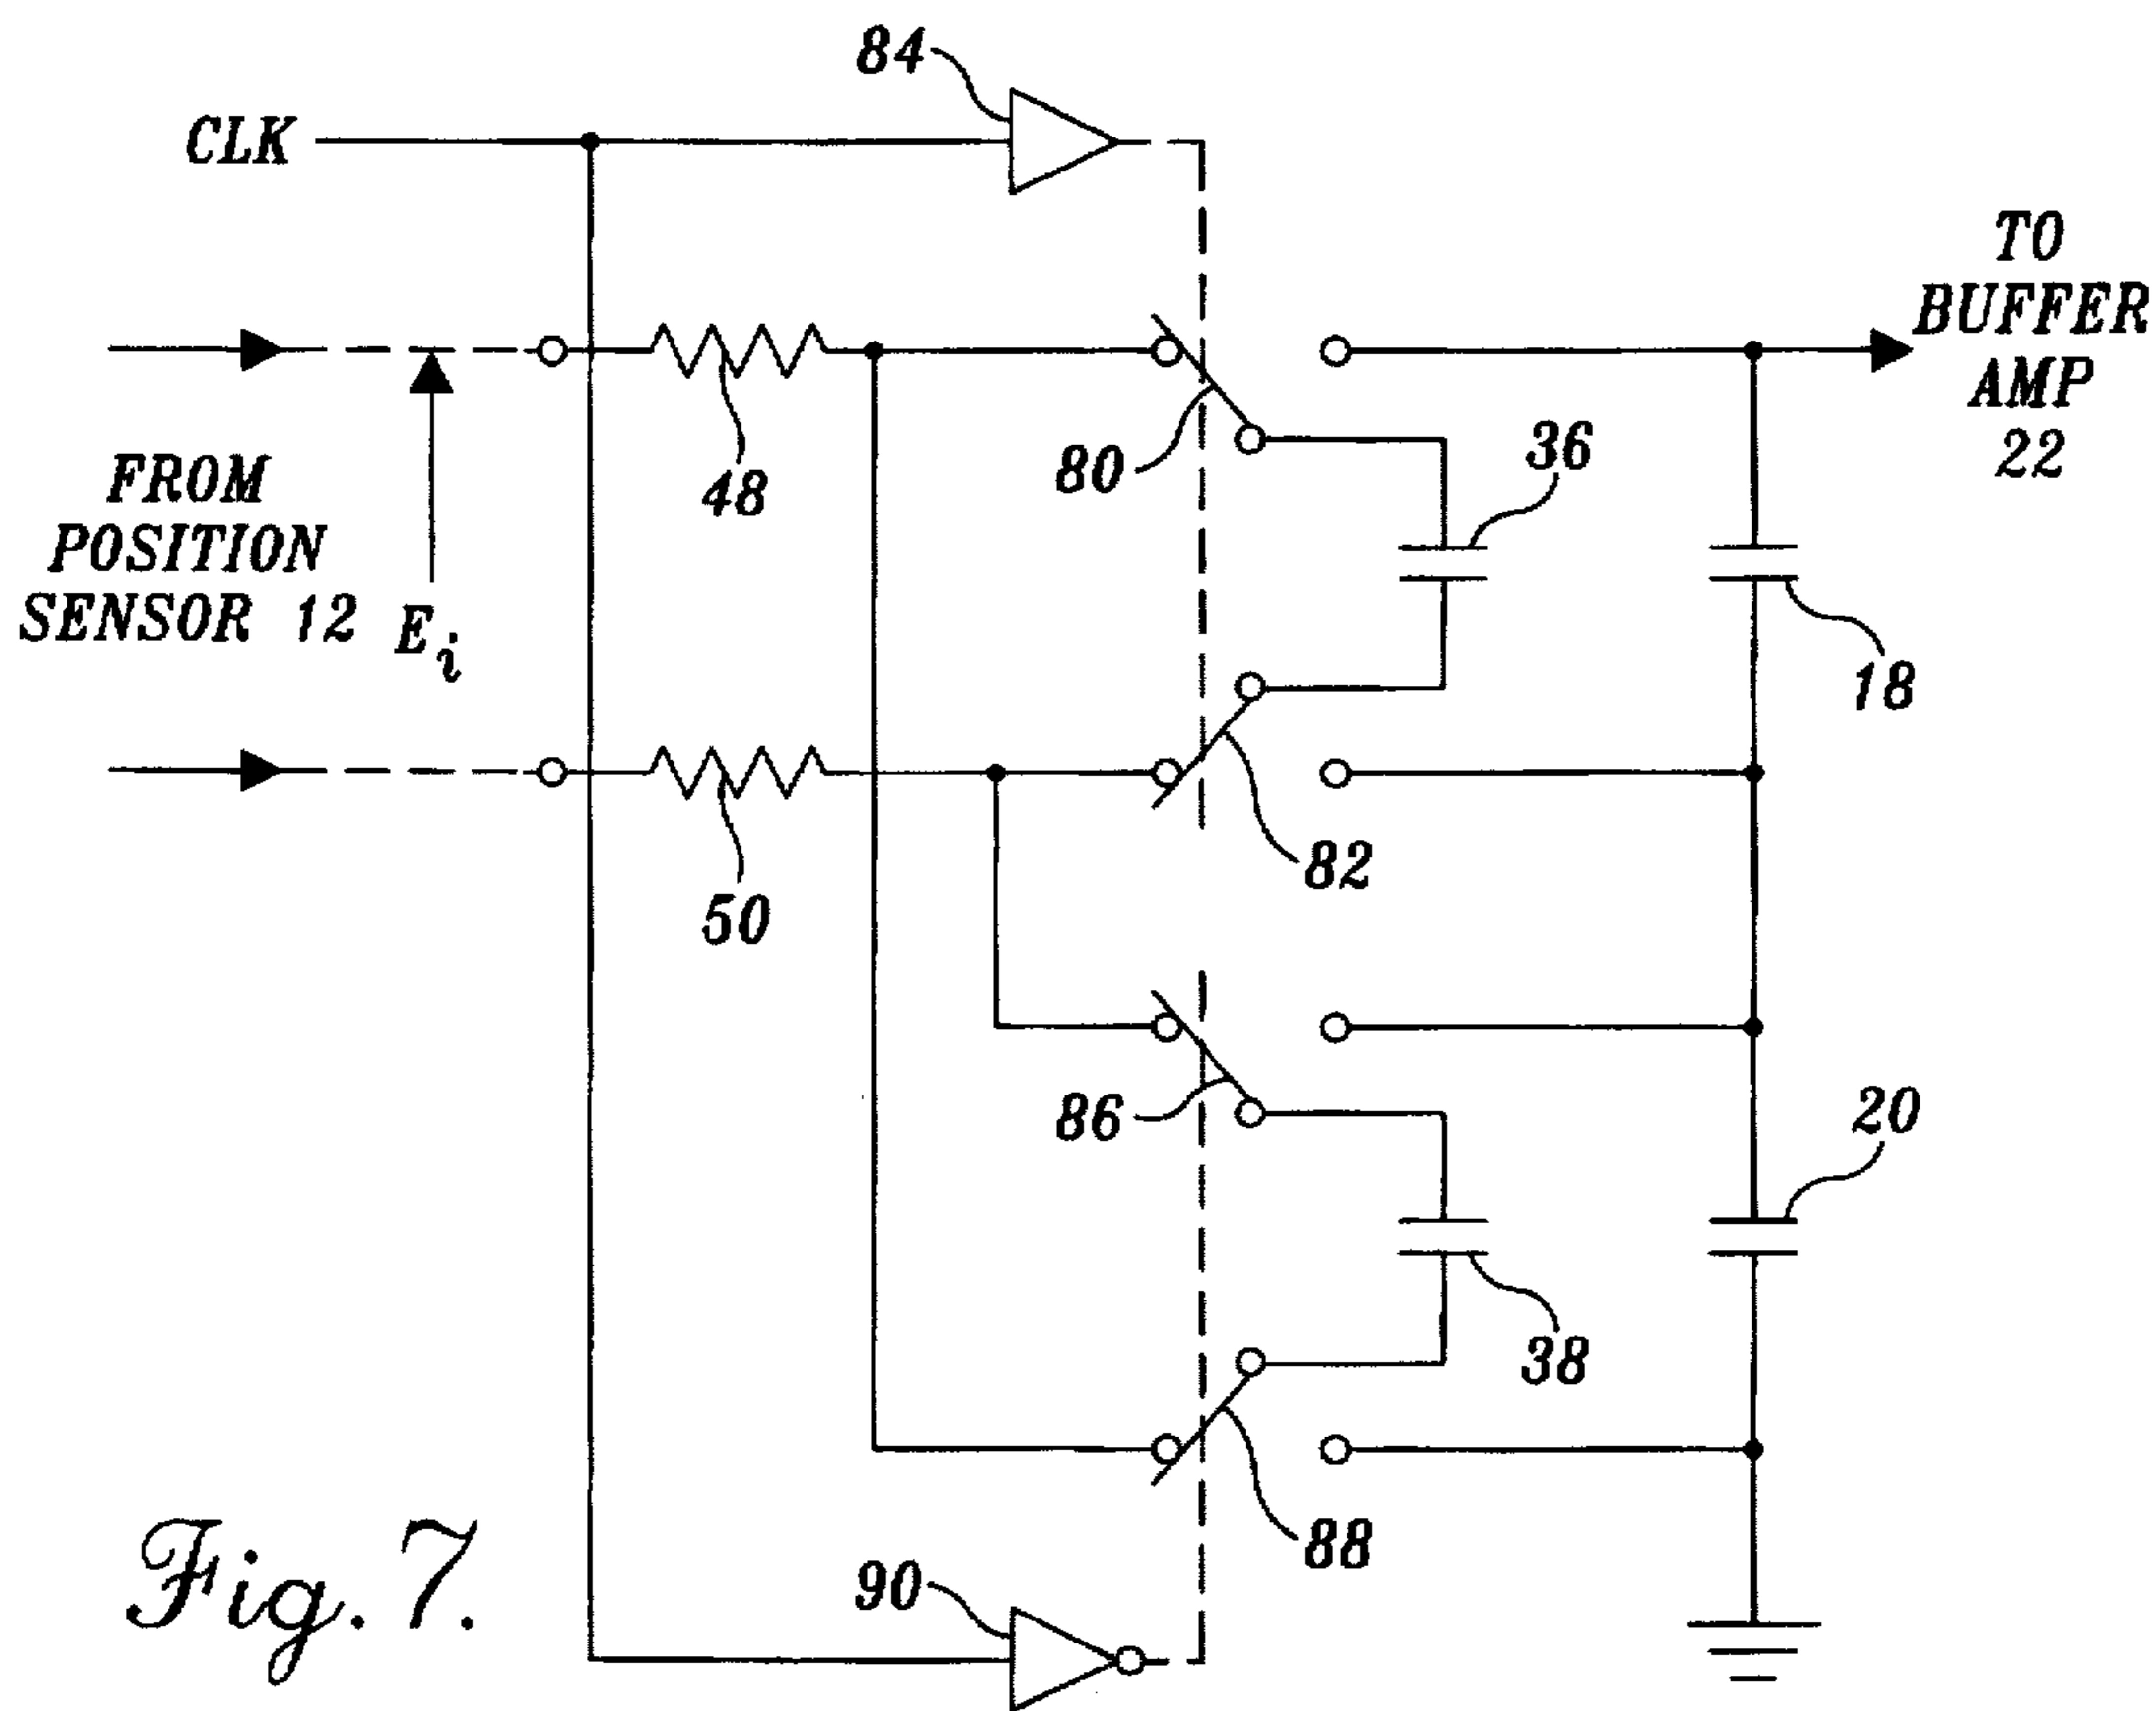 84
CLK
TO
BUFFER
AMP
22
80
36
48
FROM
POSITION
SENSOR 12
Ei
18
82
50
86
20
38
88
90
Fig. 7.